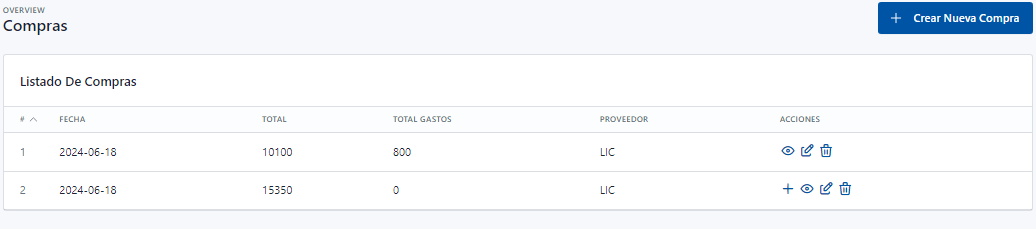 OVERVIEW
Compras
Crear Nueva Compra
Listado De Compras
# FECHA TOTAL TOTAL GASTOS PROVEEDOR ACCIONES
1 2024-06-18 10100 800 LIC
2 2024-06-18 15350 0 LIC